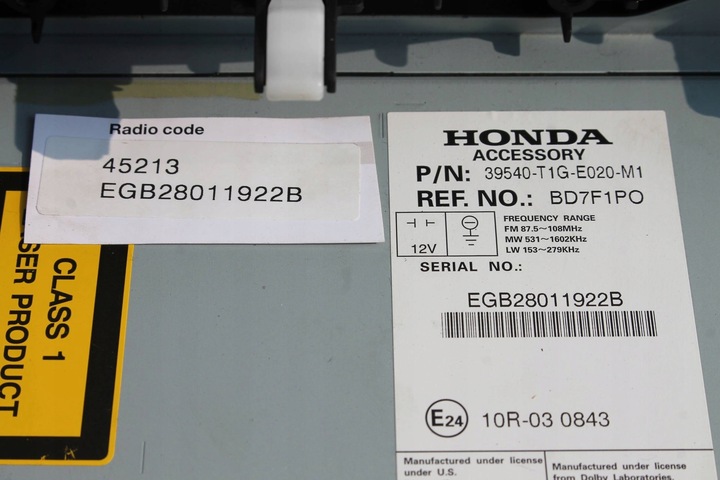 Radio code
45213
EGB28011922B
HONDA
ACCESSORY
P/N: 39540-T1G-E020-M1
REF. NO.: BD7F1PO
12V
FREQUENCY RANGE
FM 87.5~108MHz
MW 531~1602KHz
LW 153~279KHz
SERIAL NO.:
EGB28011922B
E24 10R-03 0843
Manufactured under license
under U.S.
Manufactured under license
from Dolby Laboratories.
CLASS 1
SER PRODUCT